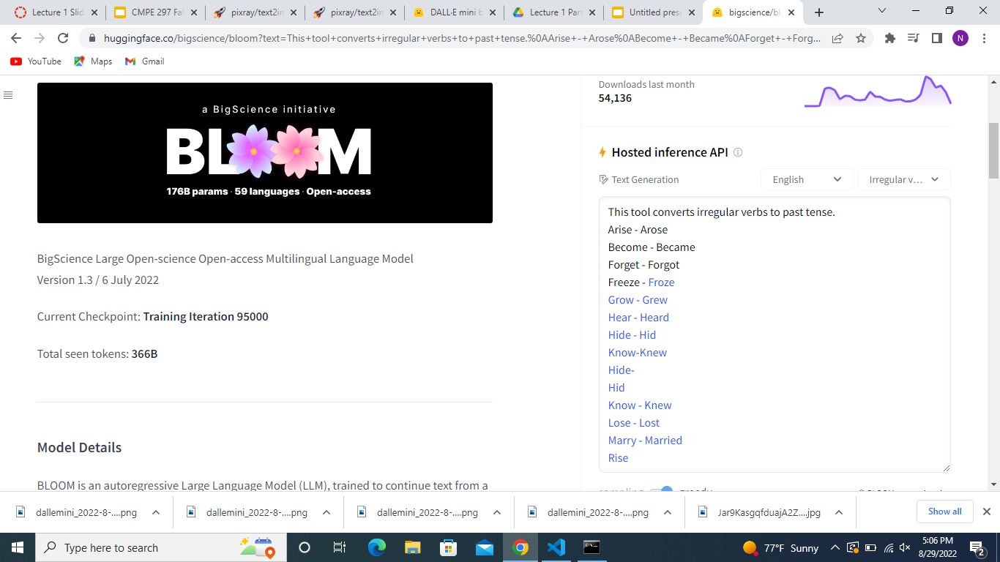 Lecture 1 Slid
CMPE 297 Fal
pixray/text2im
pixray/text2im
DALL·E mini b
Lecture 1 Part
Untitled prese
bigscience/bl
huggingface.co/bigscience/bloom?text=This+tool+converts+irregular+verbs+to+past+tense.%0AArise+-+Arose%0ABecome+-+Became%0AForget+-+Forg...
N
YouTube
Maps
Gmail
a BigScience initiative
BLOOM
176B params · 59 languages · Open-access
BigScience Large Open-science Open-access Multilingual Language Model
Version 1.3 / 6 July 2022
Current Checkpoint: Training Iteration 95000
Total seen tokens: 366B
Model Details
BLOOM is an autoregressive Large Language Model (LLM), trained to continue text from a
Downloads last month
54,136
Hosted inference API
Text Generation
English
Irregular v...
This tool converts irregular verbs to past tense.
Arise - Arose
Become - Became
Forget - Forgot
Freeze - Froze
Grow - Grew
Hear - Heard
Hide - Hid
Know-Knew
Hide-
Hid
Know - Knew
Lose - Lost
Marry - Married
Rise
sampling greedy
dallemini_2022-8-....png
dallemini_2022-8-....png
dallemini_2022-8-....png
dallemini_2022-8-....png
Jar9KasgqfduajA2Z....jpg
Show all
Type here to search
77°F Sunny
5:06 PM
8/29/2022
2